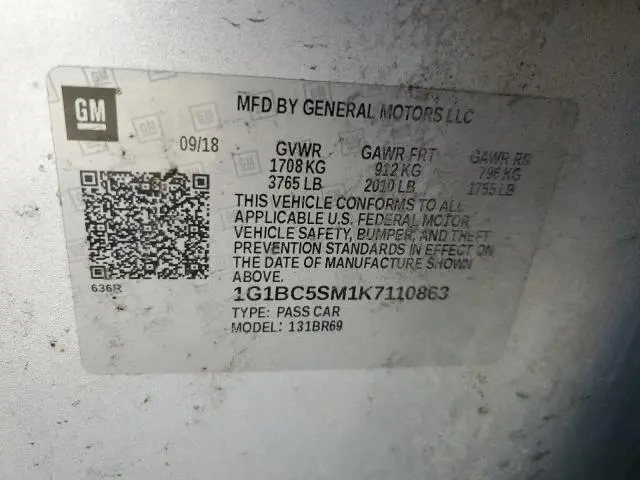 GM
MFD BY GENERAL MOTORS LLC
09/18 GVWR GAWR FRT GAWR RR
1708 KG 912 KG 796 KG
3765 LB 2010 LB 1755 LB
THIS VEHICLE CONFORMS TO ALL
APPLICABLE U.S. FEDERAL MOTOR
VEHICLE SAFETY, BUMPER, AND THEFT
PREVENTION STANDARDS IN EFFECT ON
THE DATE OF MANUFACTURE SHOWN
ABOVE.
636R
1G1BC5SM1K7110863
TYPE: PASS CAR
MODEL: 131BR69